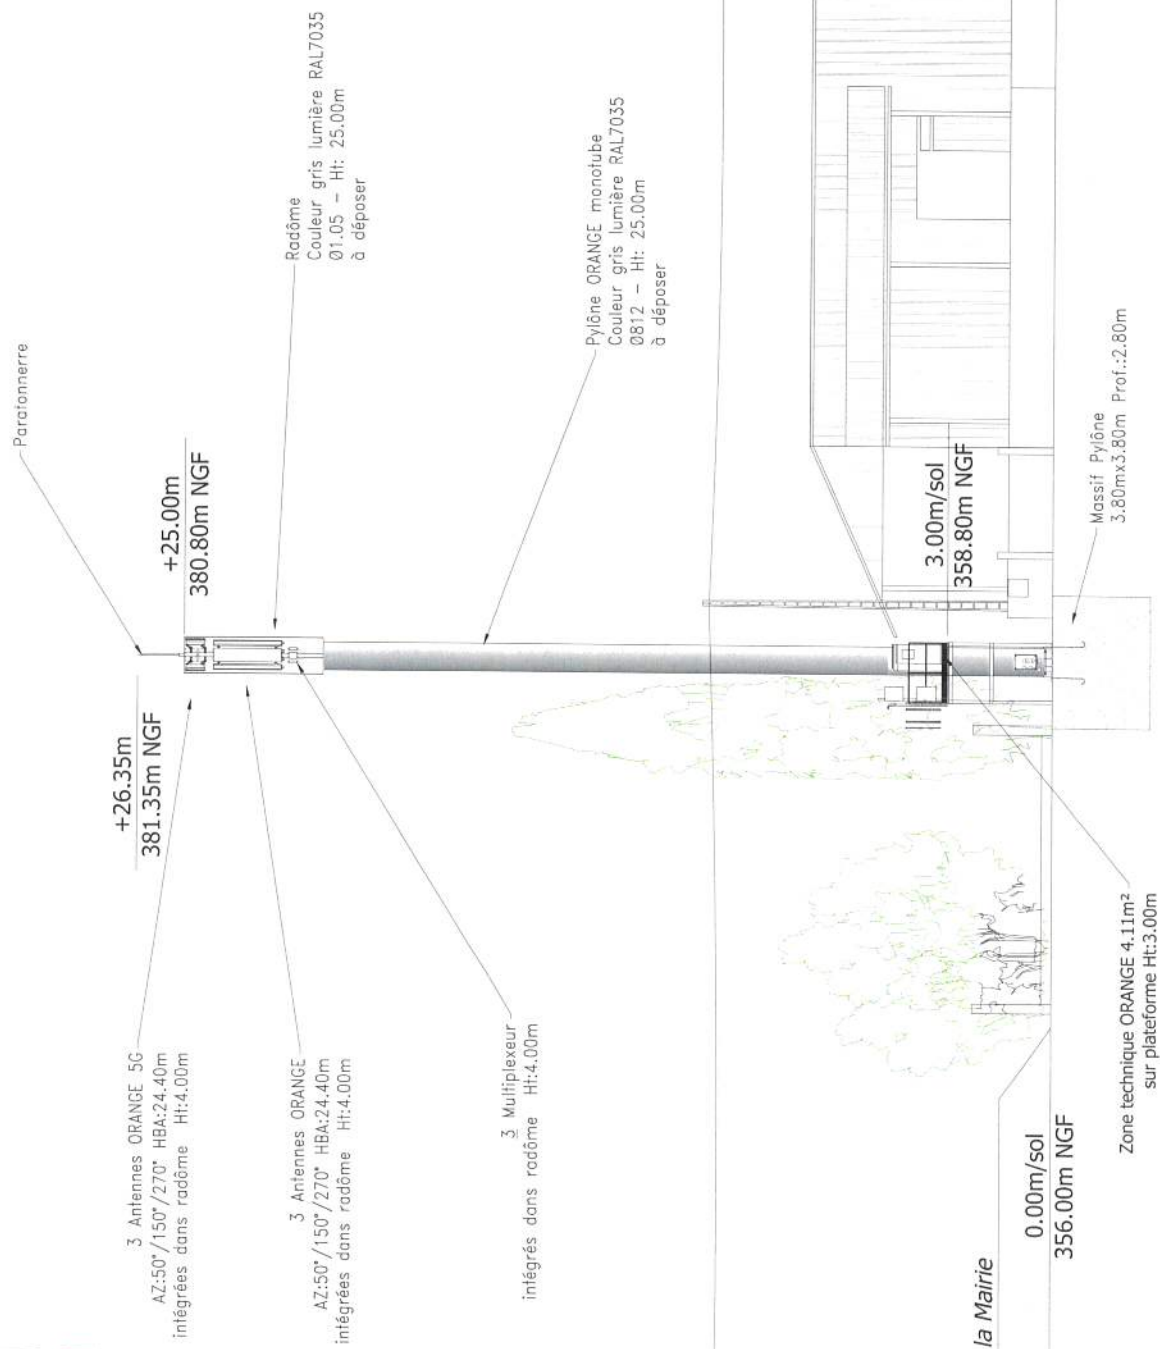 Paratonnerre
+25.00m
380.80m NGF
Radôme
Couleur gris lumière RAL7035
Ø1.05 – Ht: 25.00m
à déposer
Pylône ORANGE monotube
Couleur gris lumière RAL7035
Ø812 – Ht: 25.00m
à déposer
+26.35m
381.35m NGF
3 Antennes ORANGE 5G
AZ:50°/150°/270° HBA:24.40m
intégrées dans radôme Ht:4.00m
3 Antennes ORANGE
AZ:50°/150°/270° HBA:24.40m
intégrées dans radôme Ht:4.00m
3 Multiplexeur
intégrés dans radôme Ht:4.00m
3.00m/sol
358.80m NGF
Massif Pylône
3.80mx3.80m Prof.:2.80m
la Mairie
0.00m/sol
356.00m NGF
Zone technique ORANGE 4.11m²
sur plateforme Ht:3.00m